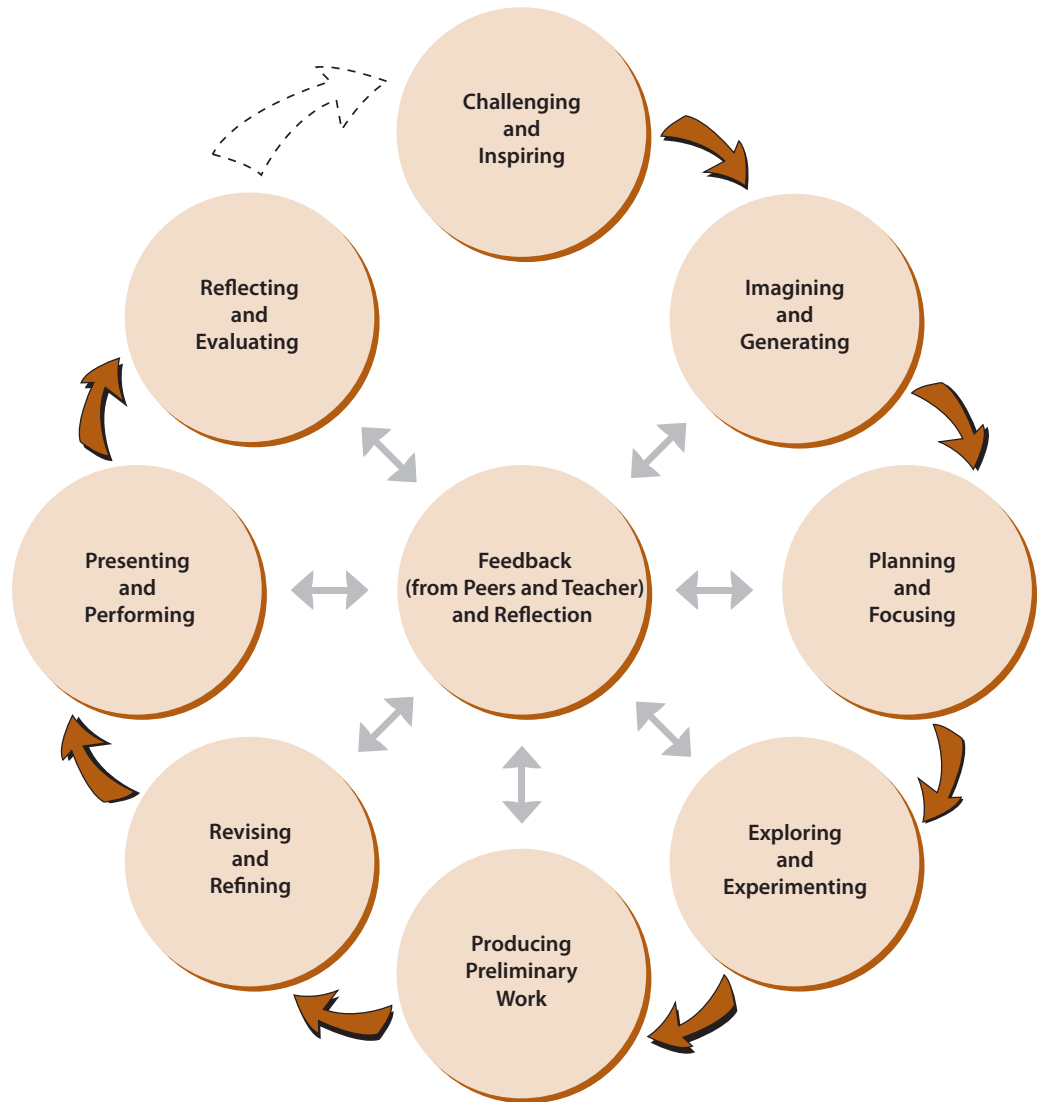 Challenging
and
Inspiring
Imagining
and
Generating
Planning
and
Focusing
Exploring
and
Experimenting
Producing
Preliminary
Work
Revising
and
Refining
Presenting
and
Performing
Reflecting
and
Evaluating
Feedback
(from Peers and Teacher)
and Reflection